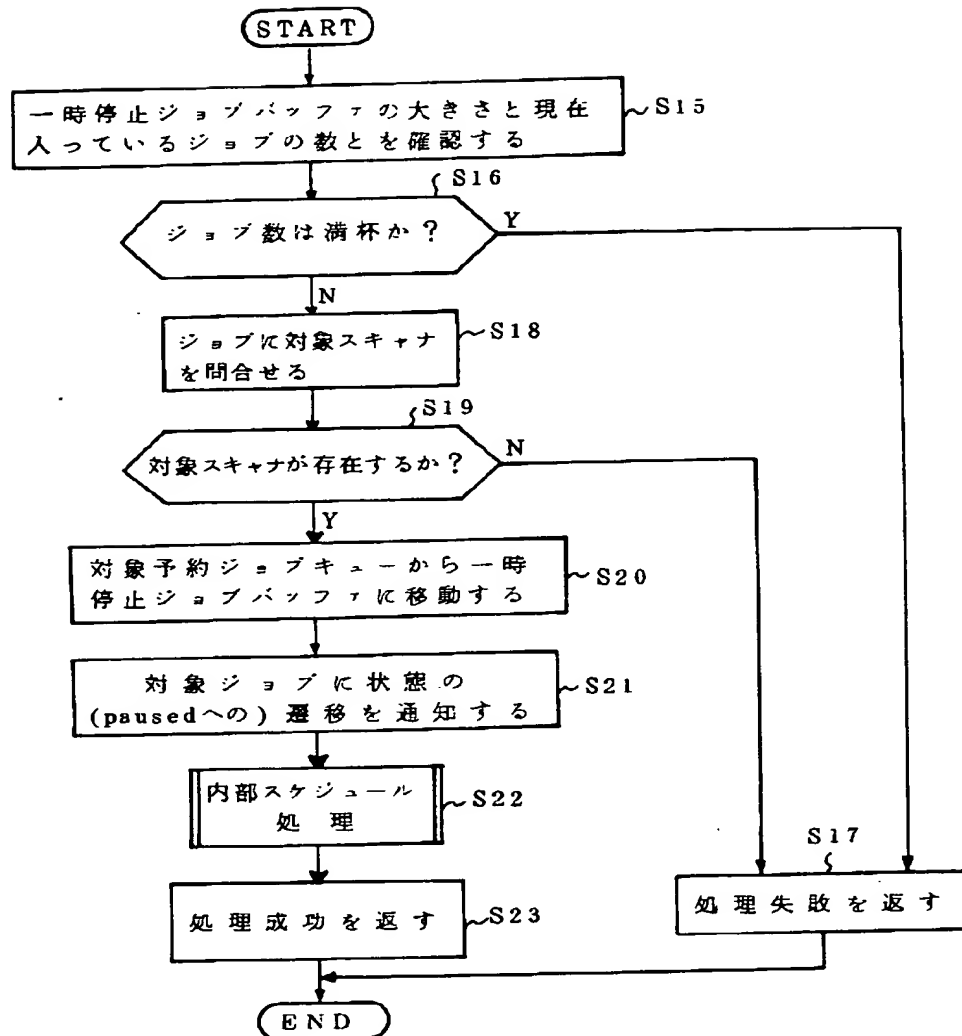 START
一時停止ジョブバッファの大きさと現在
入っているジョブの数とを確認する
S15
S16
ジョブ数は満杯か?
Y
N
ジョブに対象スキャナ
を問合せる
S18
S19
対象スキャナが存在するか?
N
Y
対象予約ジョブキューから一時
停止ジョブバッファに移動する
S20
対象ジョブに状態の
(pausedへの)遷移を通知する
S21
内部スケジュール
処理
S22
S17
処理失敗を返す
処理成功を返す
S23
END